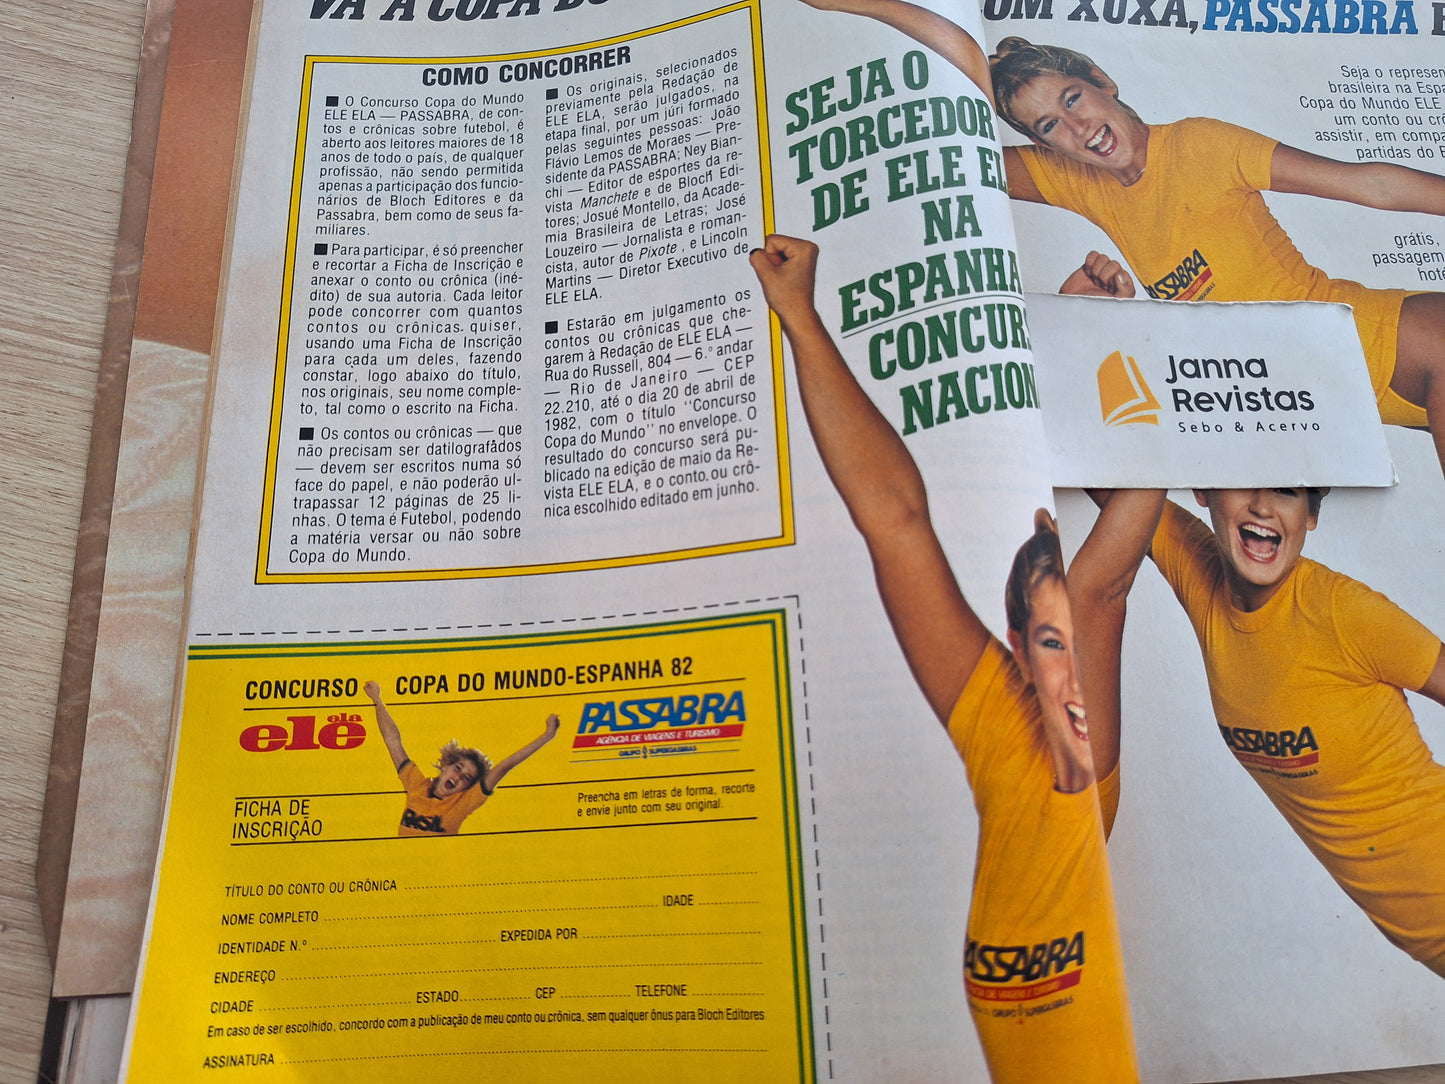 VÁ À COPA DO
COMO CONCORRER
■ O Concurso Copa do Mundo
ELE ELA — PASSABRA, de con-
tos e crônicas sobre futebol, é
aberto aos leitores maiores de 18
anos de todo o país, de qualquer
profissão, não sendo permitida
apenas a participação dos funcio-
nários de Bloch Editores e da
Passabra, bem como de seus fa-
miliares.
■ Para participar, é só preencher
e recortar a Ficha de Inscrição e
anexar o conto ou crônica (iné-
dito) de sua autoria. Cada leitor
pode concorrer com quantos
contos ou crônicas. quiser,
usando uma Ficha de Inscrição
para cada um deles, fazendo
constar, logo abaixo do título,
nos originais, seu nome comple-
to, tal como o escrito na Ficha.
■ Os contos ou crônicas — que
não precisam ser datilografados
— devem ser escritos numa só
face do papel, e não poderão ul-
trapassar 12 páginas de 25 li-
nhas. O tema é Futebol, podendo
a matéria versar ou não sobre
Copa do Mundo.
■ Os originais, selecionados
previamente pela Redação de
ELE ELA, serão julgados, na
etapa final, por um júri formado
pelas seguintes pessoas: João
Flávio Lemos de Moraes — Pre-
sidente da PASSABRA; Ney Bian-
chi — Editor de esportes da re-
vista Manchete e de Bloch Edi-
tores; Josué Montello, da Acade-
mia Brasileira de Letras; José
Louzeiro — Jornalista e roman-
cista, autor de Pixote, e Lincoln
Martins — Diretor Executivo de
ELE ELA.
■ Estarão em julgamento os
contos ou crônicas que che-
garem à Redação de ELE ELA —
Rua do Russell, 804 — 6.º andar
— Rio de Janeiro — CEP
22.210, até o dia 20 de abril de
1982, com o título "Concurso
Copa do Mundo" no envelope. O
resultado do concurso será pu-
blicado na edição de maio da Re-
vista ELE ELA, e o conto. ou crô-
nica escolhido editado em junho.
SEJA O
TORCEDOR
DE ELE EL
NA
ESPANHA
CONCUR
NACION
CONCURSO COPA DO MUNDO-ESPANHA 82
ele ela
PASSABRA
AGÊNCIA DE VIAGENS E TURISMO
GRUPO SUPERGASBRAS
FICHA DE
INSCRIÇÃO
Preencha em letras de forma, recorte
e envie junto com seu original.
TÍTULO DO CONTO OU CRÔNICA
NOME COMPLETO IDADE
IDENTIDADE N.º EXPEDIDA POR
ENDEREÇO
CIDADE ESTADO CEP TELEFONE
Em caso de ser escolhido, concordo com a publicação de meu conto ou crônica, sem qualquer ônus para Bloch Editores
ASSINATURA
OM XUXA, PASSABRA E
Seja o represen
brasileira na Espa
Copa do Mundo ELE
um conto ou cr
assistir, em compa
partidas do B
grátis,
passagem
hote
PASSABRA
Janna
Revistas
Sebo & Acervo
PASSABRA
PASSABRA
AGÊNCIA DE VIAGENS E TURISMO
GRUPO SUPERGASBRAS